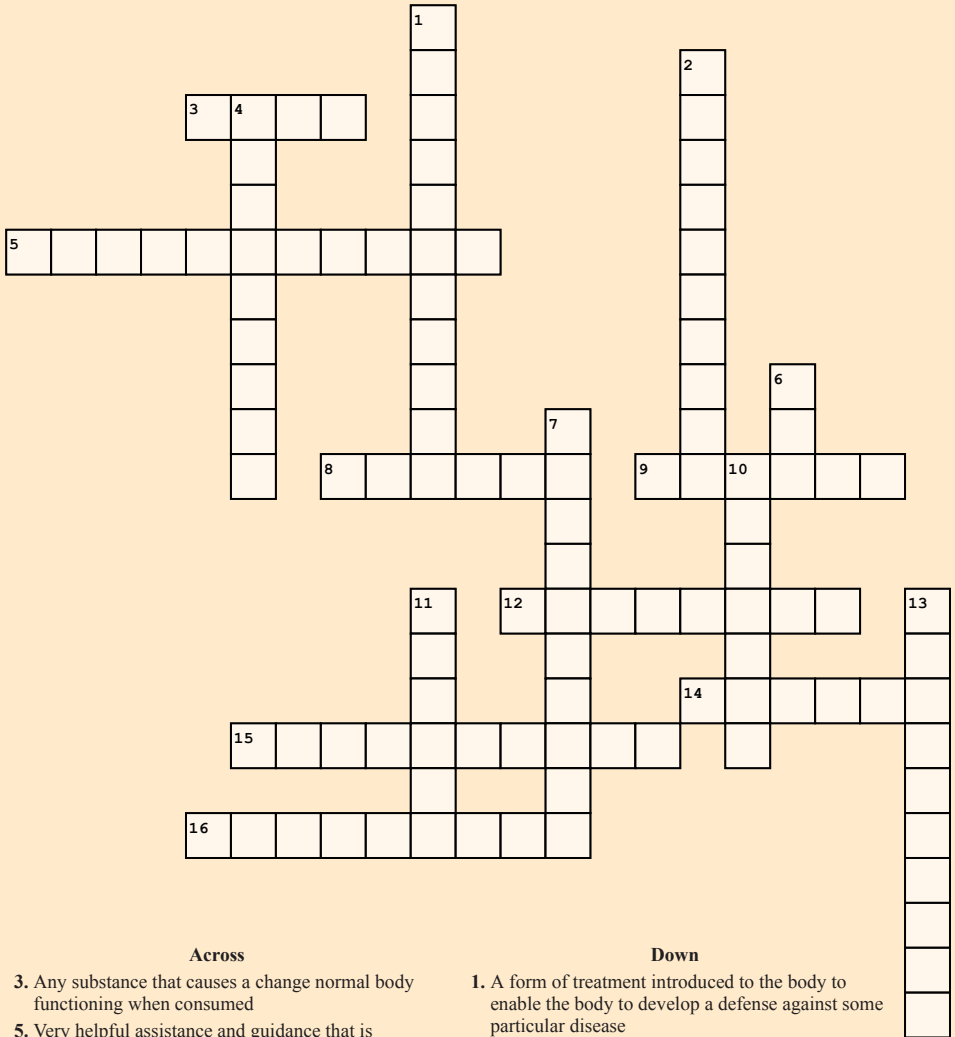 1
2
3 4
5
6
7
8 9 10
11 12 13
14
15
16
Across
3. Any substance that causes a change normal body
functioning when consumed
5. Very helpful assistance and guidance that is
Down
1. A form of treatment introduced to the body to
enable the body to develop a defense against some
particular disease